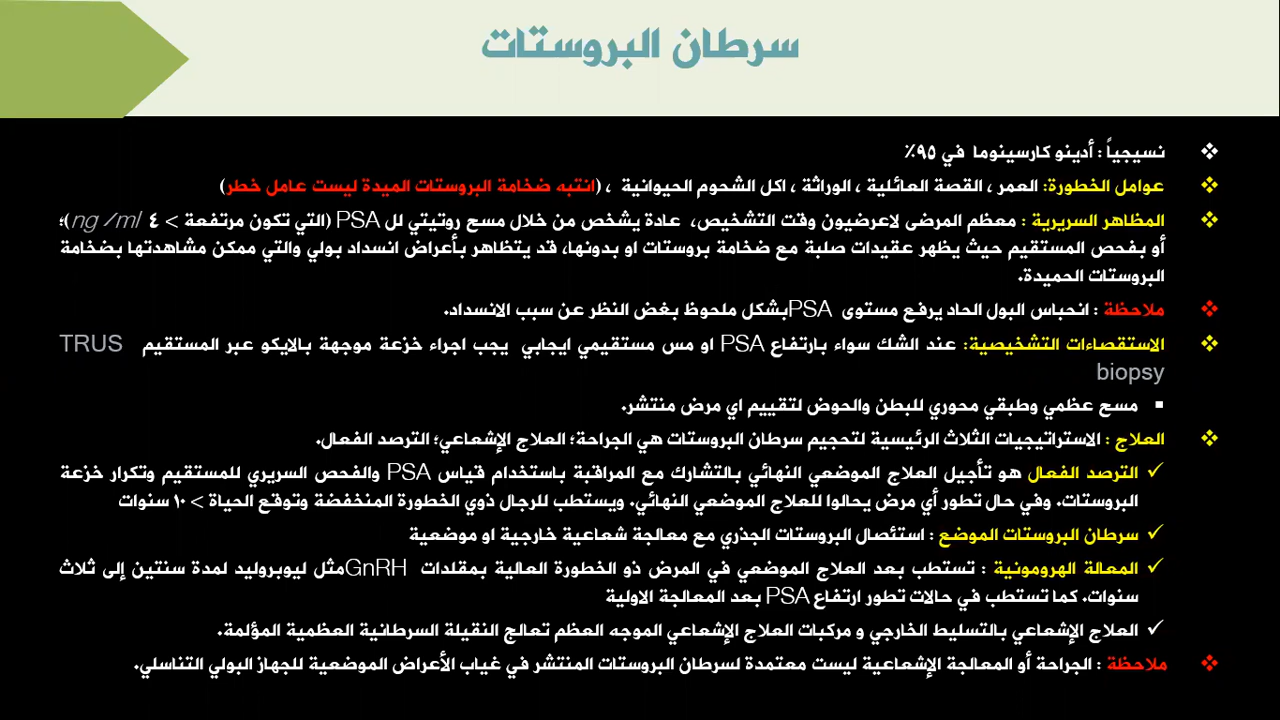 سرطان البروستات
نسيجياً : أدينو كارسينوما في ٩٥٪
عوامل الخطورة: العمر ، القصة العائلية ، الوراثة ، اكل الشحوم الحيوانية ، (انتبه ضخامة البروستات الميدة ليست عامل خطر)
المظاهر السريرية : معظم المرضى لاعرضيون وقت التشخيص، عادة يشخص من خلال مسح روتيتي لل PSA (التي تكون مرتفعة > ٤ ng /ml)؛
أو بفحص المستقيم حيث يظهر عقيدات صلبة مع ضخامة بروستات او بدونها، قد يتظاهر بأعراض انسداد بولي والتي ممكن مشاهدتها بضخامة
البروستات الحميدة.
ملاحظة : انحباس البول الحاد يرفع مستوى PSAبشكل ملحوظ بغض النظر عن سبب الانسداد.
الاستقصاءات التشخيصية: عند الشك سواء بارتفاع PSA او مس مستقيمي ايجابي يجب اجراء خزعة موجهة بالايكو عبر المستقيم TRUS
biopsy
▪ مسح عظمي وطبقي محوري للبطن والحوض لتقييم اي مرض منتشر.
العلاج : الاستراتيجيات الثلاث الرئيسية لتحجيم سرطان البروستات هي الجراحة؛ العلاج الإشعاعي؛ الترصد الفعال.
✓ الترصد الفعال هو تأجيل العلاج الموضعي النهائي بالتشارك مع المراقبة باستخدام قياس PSA والفحص السريري للمستقيم وتكرار خزعة
البروستات. وفي حال تطور أي مرض يحالوا للعلاج الموضعي النهائي. ويستطب للرجال ذوي الخطورة المنخفضة وتوقع الحياة > ١٠ سنوات
✓ سرطان البروستات الموضع : استئصال البروستات الجذري مع معالجة شعاعية خارجية او موضعية
✓ المعالة الهرومونية : تستطب بعد العلاج الموضعي في المرض ذو الخطورة العالية بمقلدات GnRHمثل ليوبروليد لمدة سنتين إلى ثلاث
سنوات. كما تستطب في حالات تطور ارتفاع PSA بعد المعالجة الاولية
✓ العلاج الإشعاعي بالتسليط الخارجي و مركبات العلاج الإشعاعي الموجه العظم تعالج النقيلة السرطانية العظمية المؤلمة.
ملاحظة : الجراحة أو المعالجة الإشعاعية ليست معتمدة لسرطان البروستات المنتشر في غياب الأعراض الموضعية للجهاز البولي التناسلي.